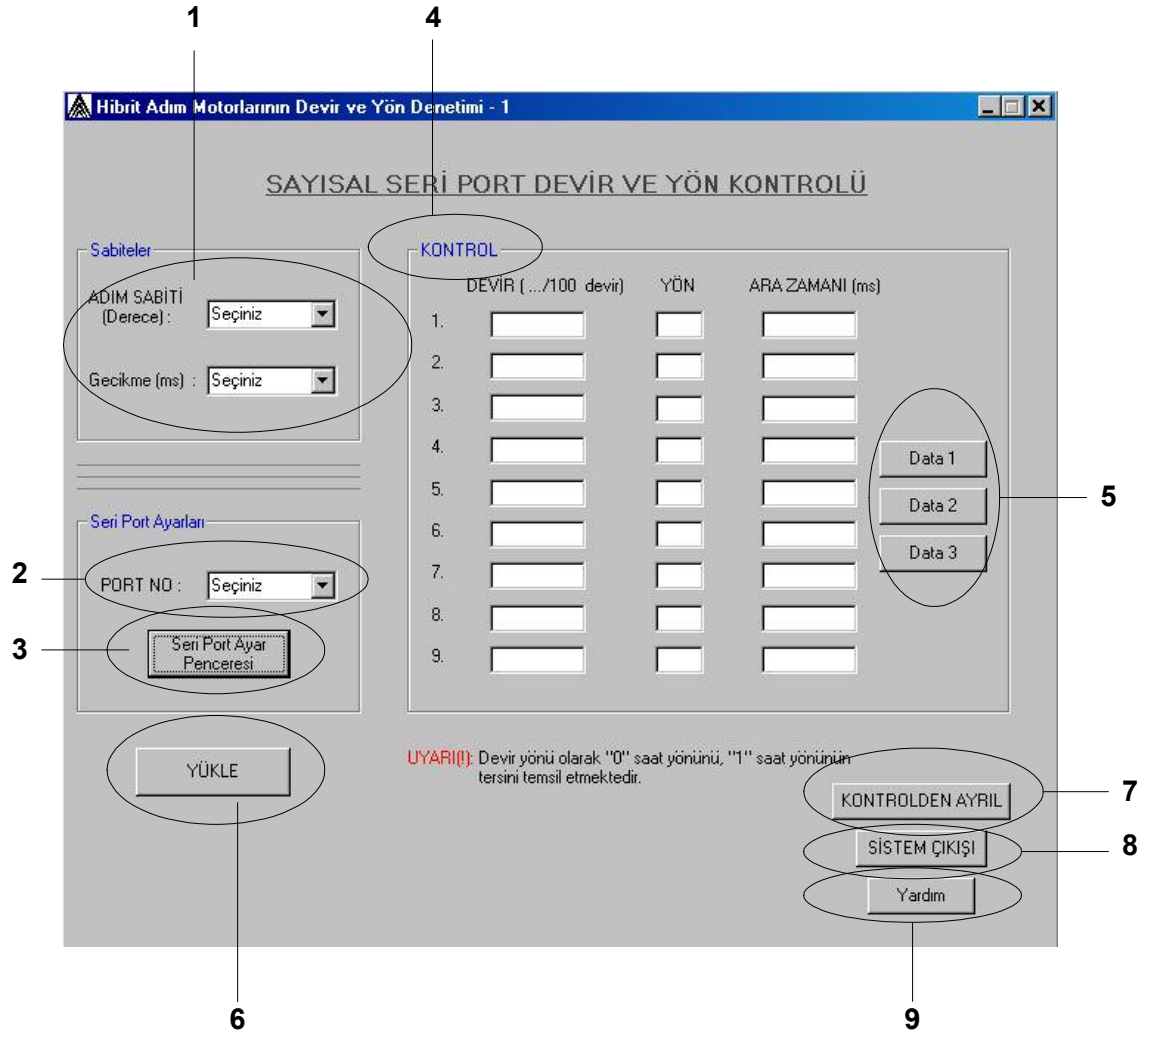 1
4
Hibrit Adım Motorlarının Devir ve Yön Denetimi - 1
SAYISAL SERİ PORT DEVİR VE YÖN KONTROLÜ
Sabiteler
ADIM SABİTİ
(Derece) :
Seçiniz
Gecikme (ms) :
Seçiniz
KONTROL
DEVİR ( .../100 devir)
YÖN
ARA ZAMANI (ms)
1.
2.
3.
4.
5.
6.
7.
8.
9.
Data 1
Data 2
Data 3
5
Seri Port Ayarları
2
PORT NO :
Seçiniz
3
Seri Port Ayar
Penceresi
YÜKLE
UYARI(!): Devir yönü olarak "0" saat yönünü, "1" saat yönünün
tersini temsil etmektedir.
KONTROLDEN AYRIL
7
SİSTEM ÇIKIŞI
8
Yardım
6
9